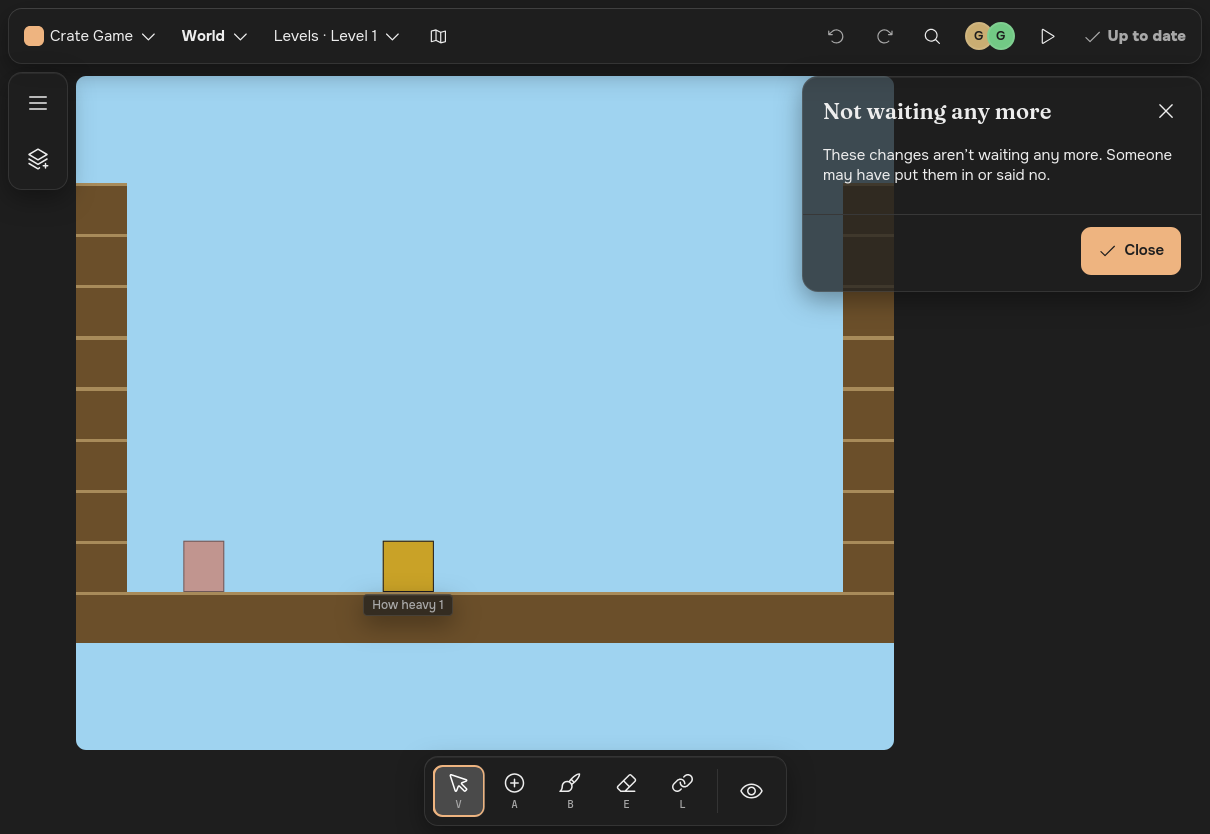 Crate Game
World
Levels · Level 1
G
G
Up to date
Not waiting any more
These changes aren’t waiting any more. Someone
may have put them in or said no.
Close
How heavy 1
V
A
B
E
L